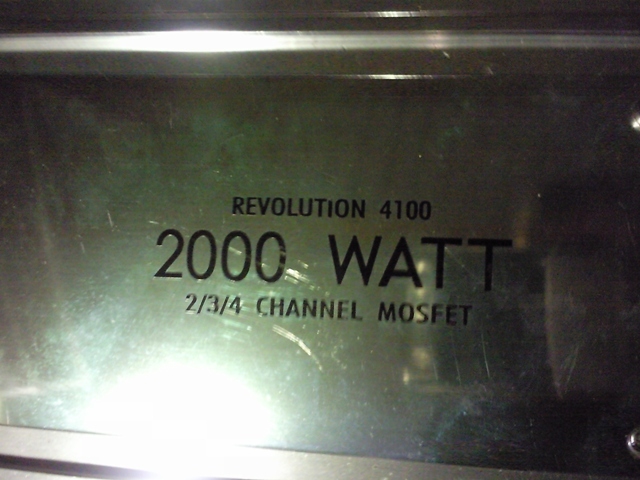 REVOLUTION 4100
2000 WATT
2/3/4 CHANNEL MOSFET